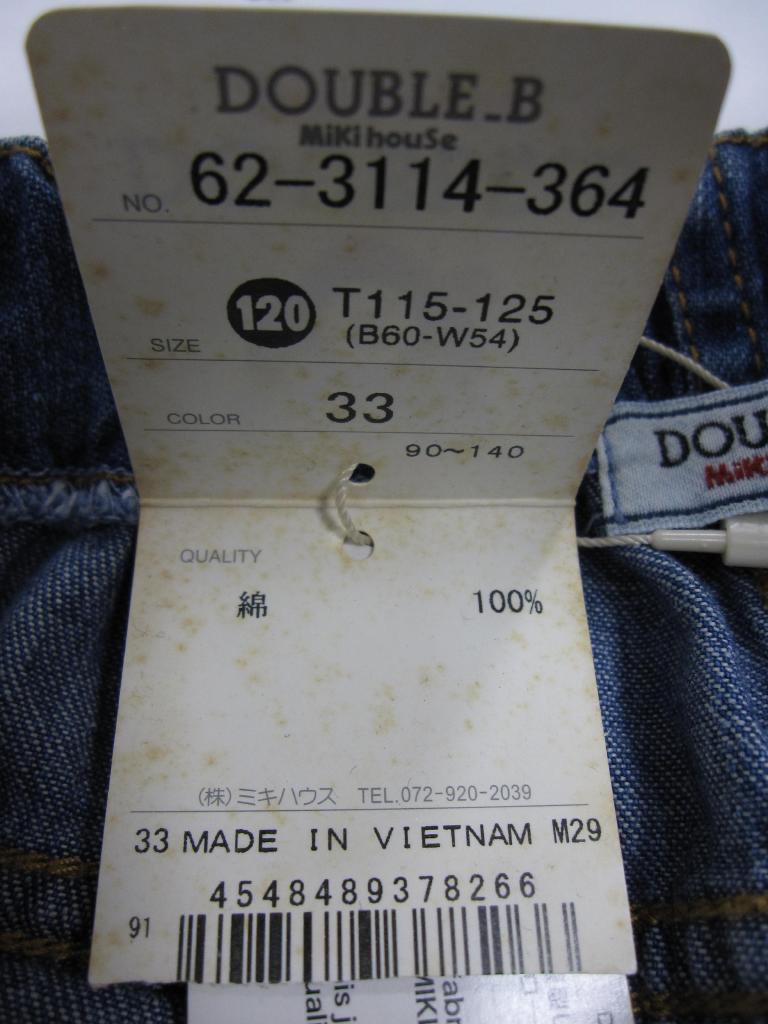 DOUBLE_B
MiKi houSe
NO. 62-3114-364
SIZE 120 T115-125
(B60-W54)
COLOR 33
90~140
DOU
QUALITY
綿 100%
(株)ミキハウス TEL.072-920-2039
33 MADE IN VIETNAM M29
4548489378266
91